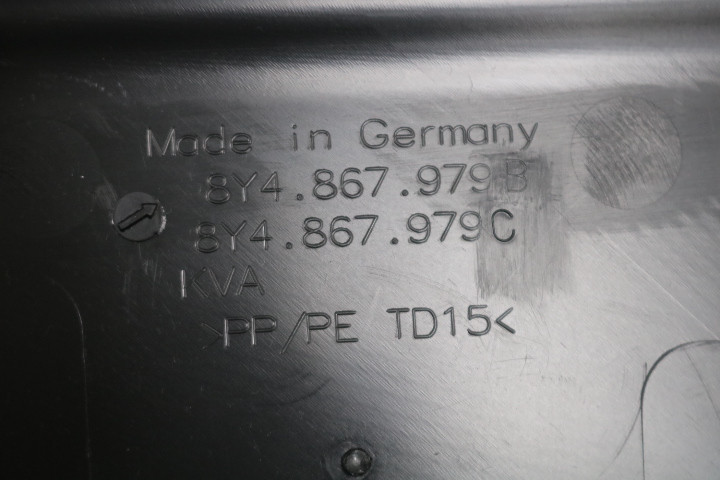 Made in Germany
8Y4.867.979B
8Y4.867.979C
KVA
>PP/PE TD15<